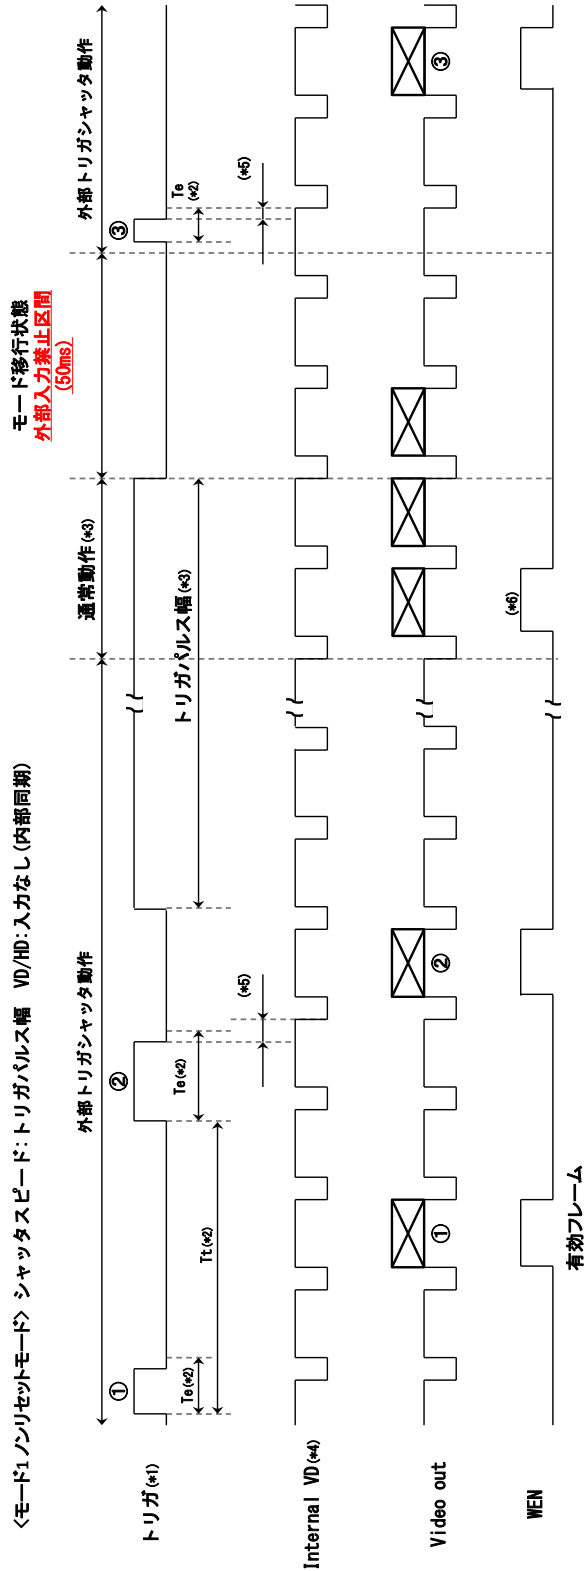 <モード1 ノンリセットモード> シャッタスピード:トリガパルス幅 VD/HD:入力なし(内部同期)
モード移行状態
外部入力禁止区間
(50ms)
外部トリガシャッタ動作
通常動作(*3)
外部トリガシャッタ動作
トリガ(*1)
①
②
③
Te(*2)
Tt(*2)
Te(*2)
トリガパルス幅(*3)
Te
(*2)
(*5)
(*5)
Internal VD(*4)
Video out
①
②
③
WEN
(*6)
有効フレーム